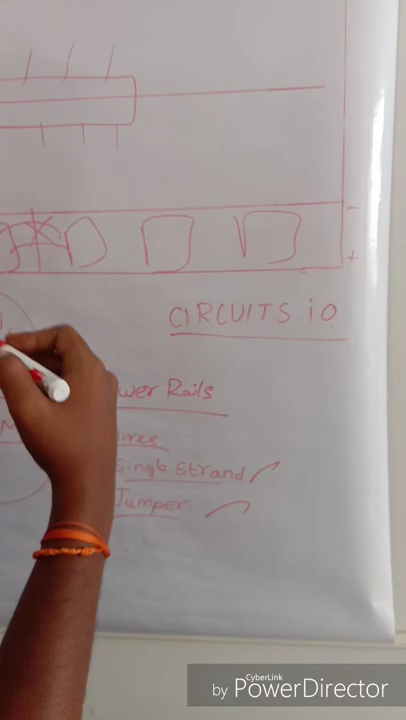 -
+
CIRCUITS.iO
wer Rails
ires
Single Strand
Jumper
by CyberLink PowerDirector